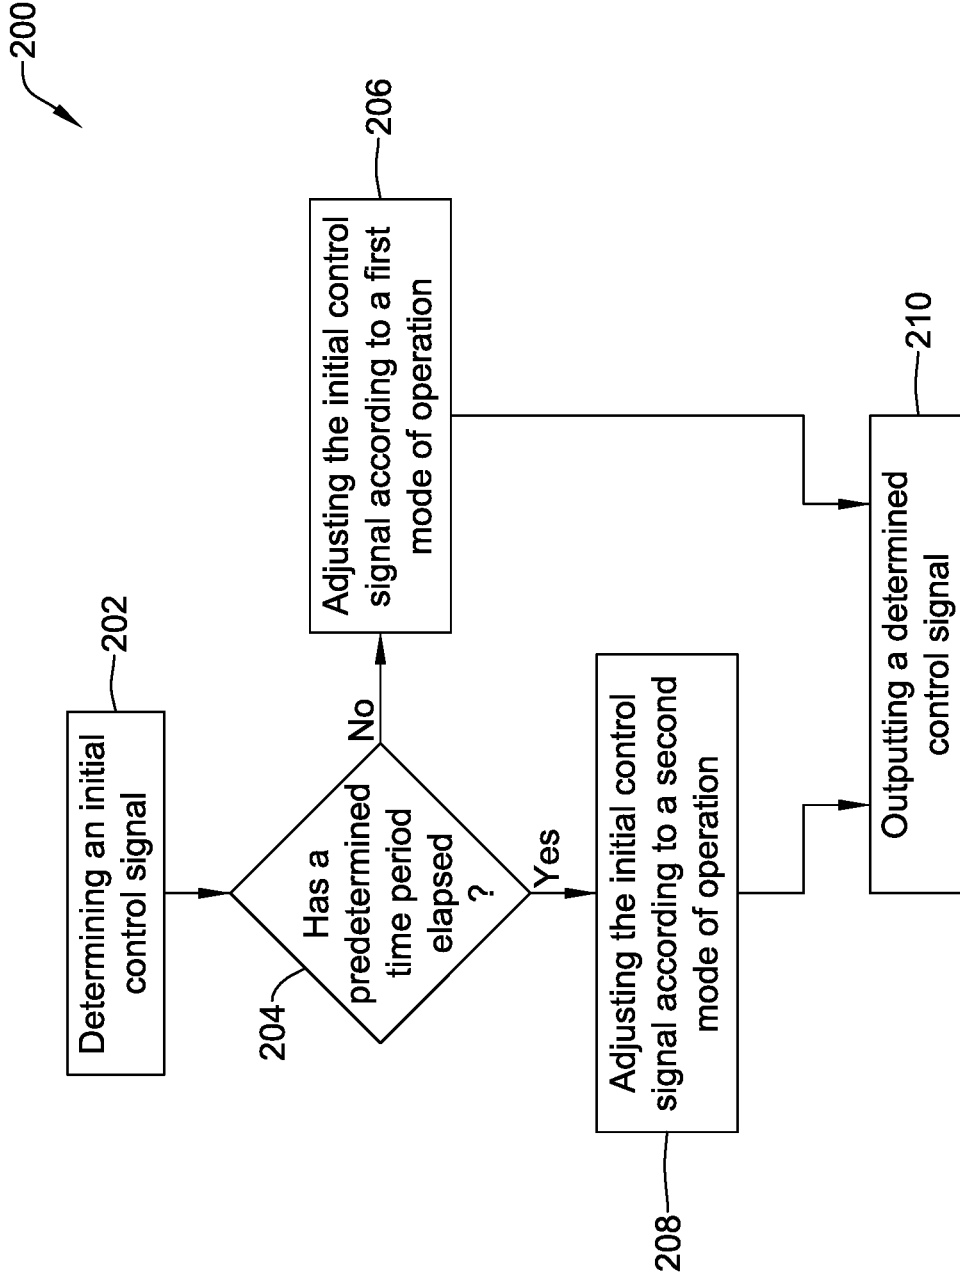 200
202
Determining an initial
control signal
204
Has a
predetermined
time period
elapsed
?
No
Yes
206
Adjusting the initial control
signal according to a first
mode of operation
208
Adjusting the initial control
signal according to a second
mode of operation
210
Outputting a determined
control signal